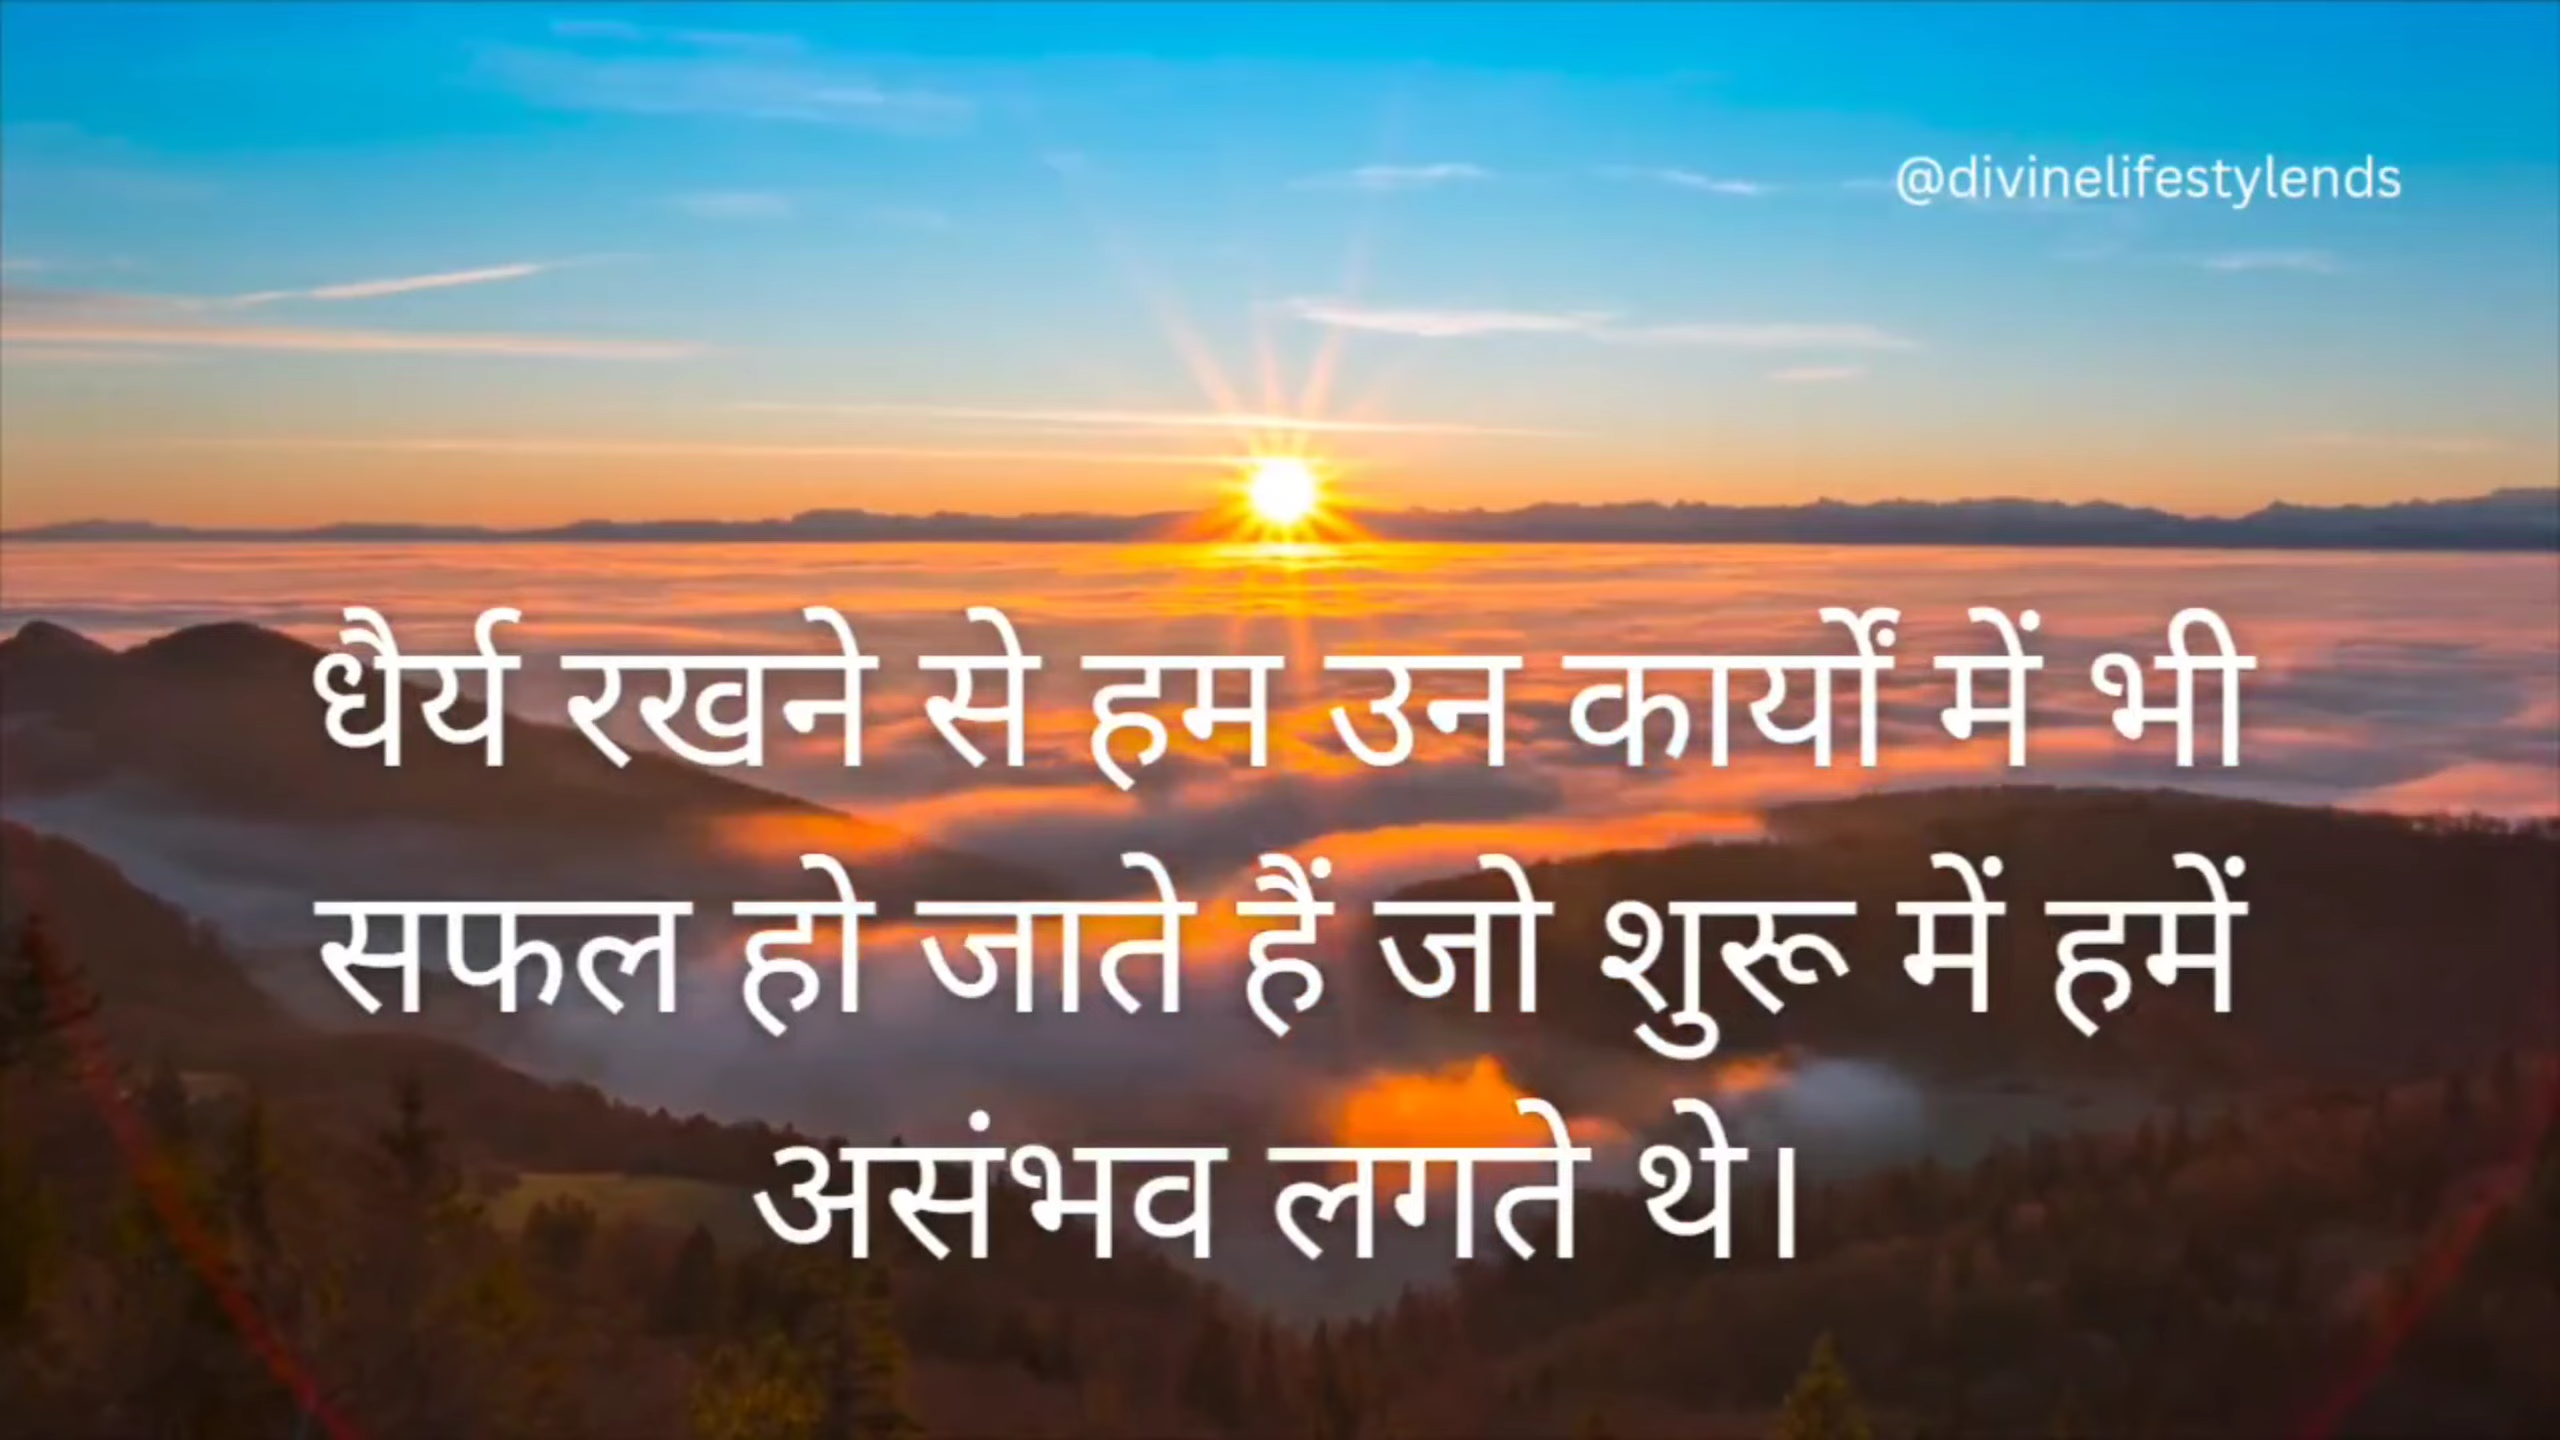 @divinelifestylends
धैर्य रखने से हम उन कार्यों में भी
सफल हो जाते हैं जो शुरू में हमें
असंभव लगते थे।